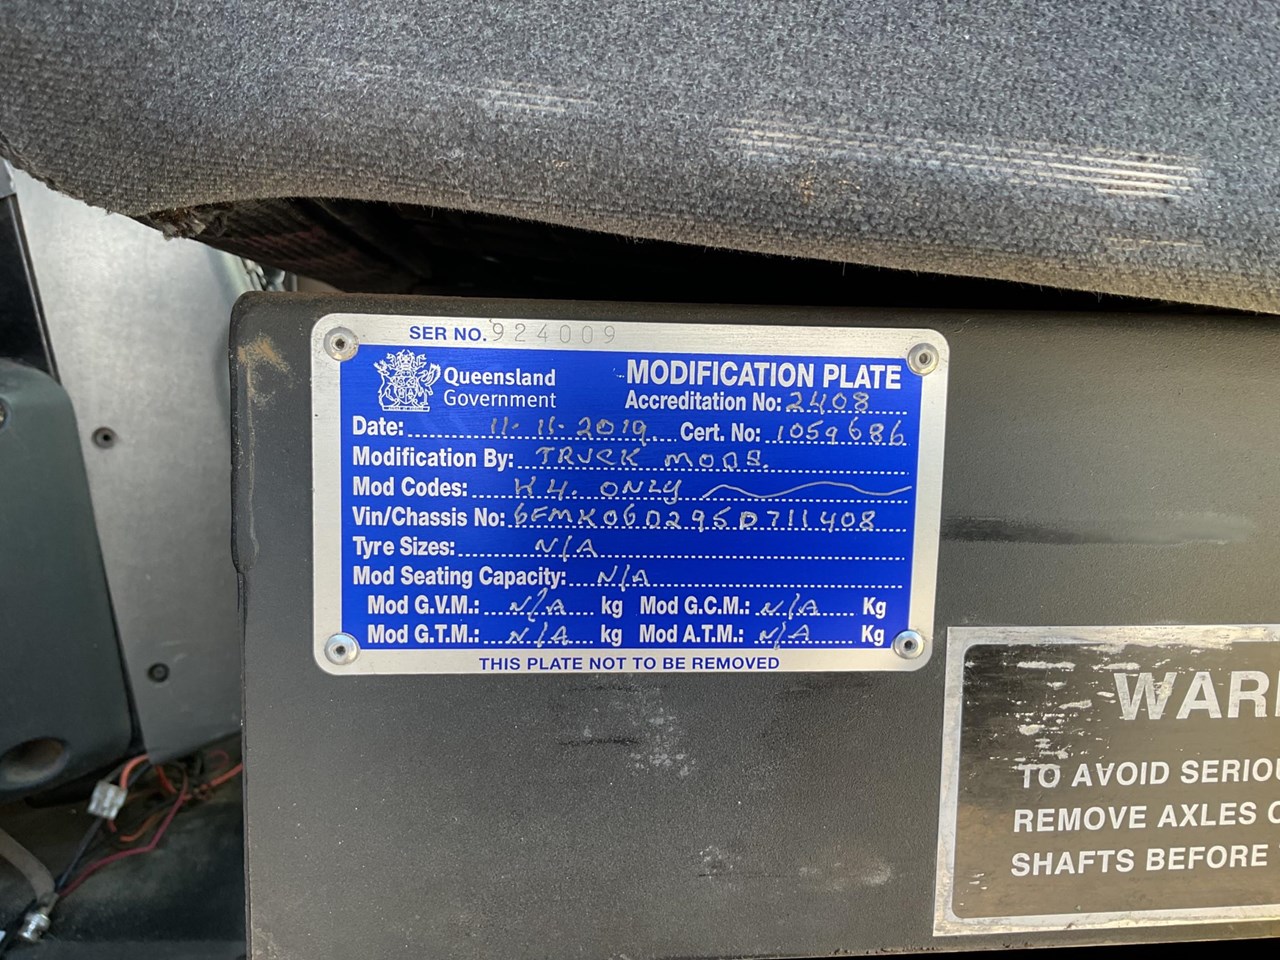 SER NO. 924009
Queensland Government
MODIFICATION PLATE
Accreditation No: 2408
Date: 11-11-2019 Cert. No: 1059686
Modification By: TRUCK MODS.
Mod Codes: K4. ONLY
Vin/Chassis No: 6FMK06D295D711408
Tyre Sizes: N/A
Mod Seating Capacity: N/A
Mod G.V.M.: N/A kg Mod G.C.M.: N/A Kg
Mod G.T.M.: N/A kg Mod A.T.M.: N/A Kg
THIS PLATE NOT TO BE REMOVED
WAR
TO AVOID SERIOU
REMOVE AXLES
SHAFTS BEFORE